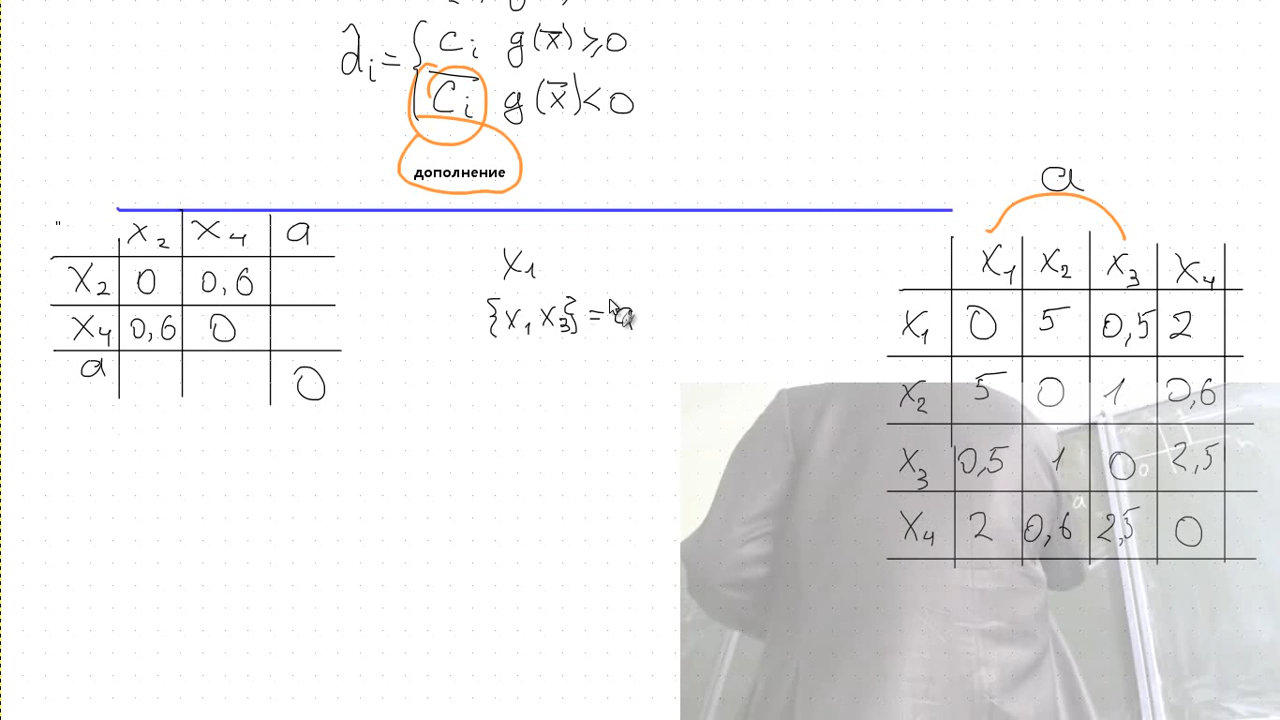 d̂i = { Ci g(x̄) ≥ 0
C̄i g(x̄) < 0
дополнение
"
x2 x4 a
x2 0 0,6
x4 0,6 0
a 0
x1
{x1 x3} = a
a
x1 x2 x3 x4
x1 0 5 0,5 2
x2 5 0 1 0,6
x3 0,5 1 0 2,5
x4 2 0,6 2,5 0